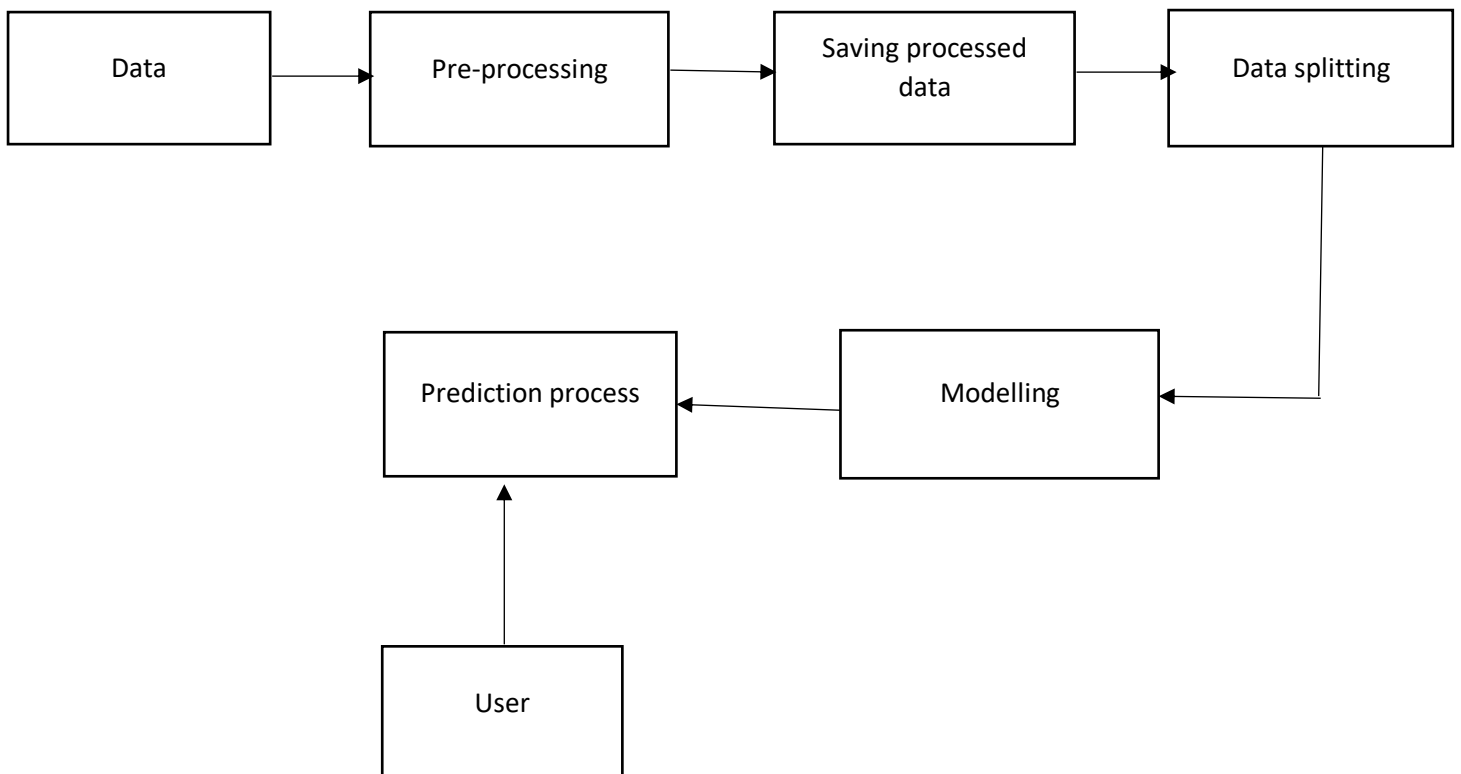 Data
Pre-processing
Saving processed
data
Data splitting
Prediction process
Modelling
User